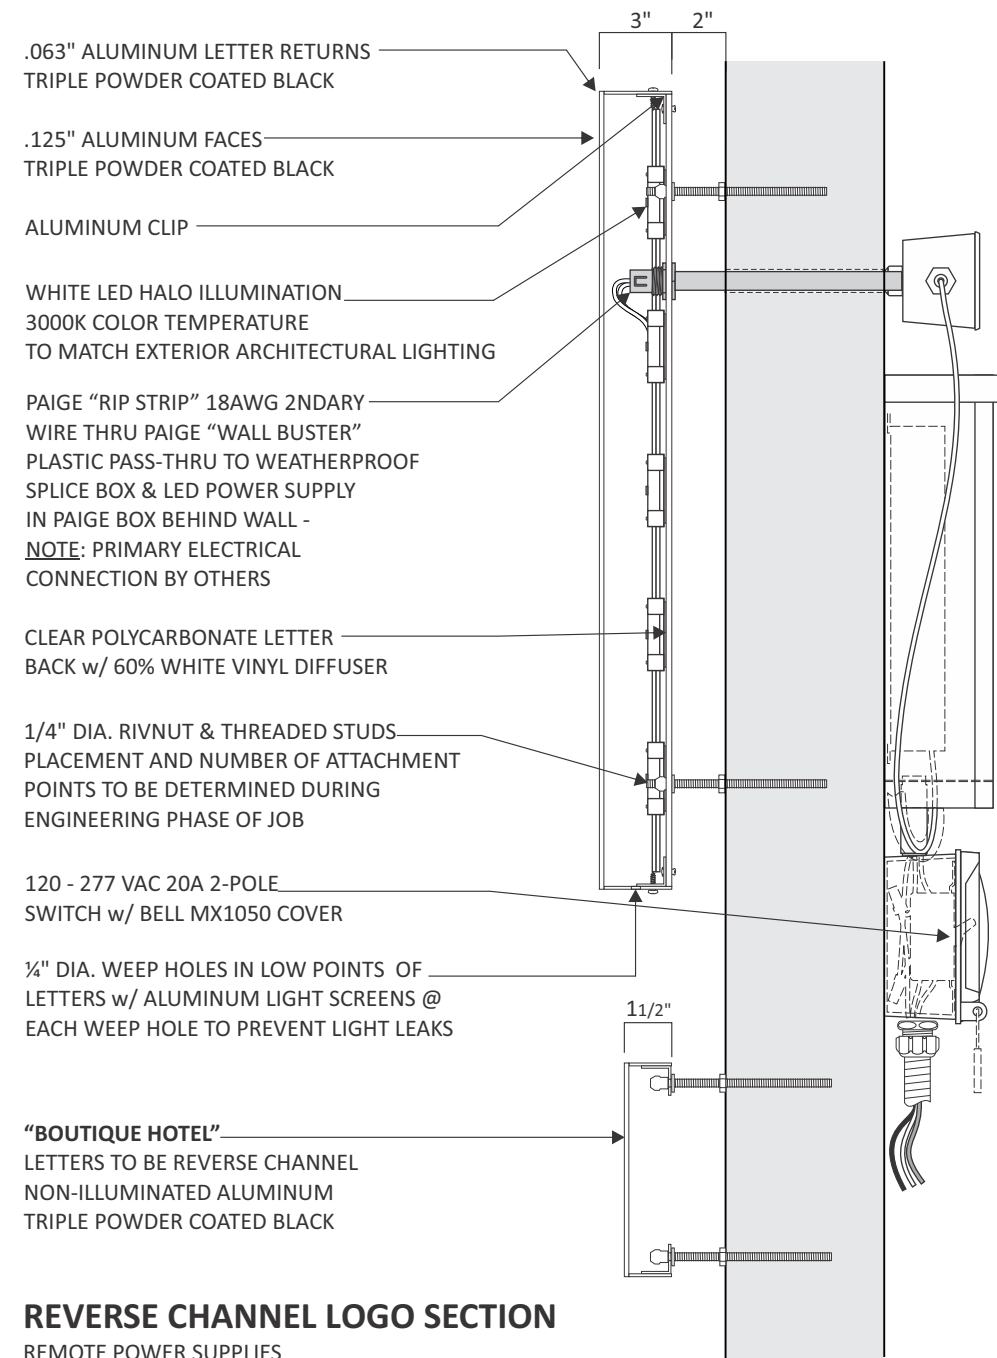 3" 2"
.063" ALUMINUM LETTER RETURNS
TRIPLE POWDER COATED BLACK
.125" ALUMINUM FACES
TRIPLE POWDER COATED BLACK
ALUMINUM CLIP
WHITE LED HALO ILLUMINATION
3000K COLOR TEMPERATURE
TO MATCH EXTERIOR ARCHITECTURAL LIGHTING
PAIGE “RIP STRIP” 18AWG 2NDARY
WIRE THRU PAIGE “WALL BUSTER”
PLASTIC PASS-THRU TO WEATHERPROOF
SPLICE BOX & LED POWER SUPPLY
IN PAIGE BOX BEHIND WALL -
NOTE: PRIMARY ELECTRICAL
CONNECTION BY OTHERS
CLEAR POLYCARBONATE LETTER
BACK w/ 60% WHITE VINYL DIFFUSER
1/4" DIA. RIVNUT & THREADED STUDS
PLACEMENT AND NUMBER OF ATTACHMENT
POINTS TO BE DETERMINED DURING
ENGINEERING PHASE OF JOB
120 - 277 VAC 20A 2-POLE
SWITCH w/ BELL MX1050 COVER
¼" DIA. WEEP HOLES IN LOW POINTS OF
LETTERS w/ ALUMINUM LIGHT SCREENS @
EACH WEEP HOLE TO PREVENT LIGHT LEAKS
11/2"
“BOUTIQUE HOTEL”
LETTERS TO BE REVERSE CHANNEL
NON-ILLUMINATED ALUMINUM
TRIPLE POWDER COATED BLACK
REVERSE CHANNEL LOGO SECTION
REMOTE POWER SUPPLIES